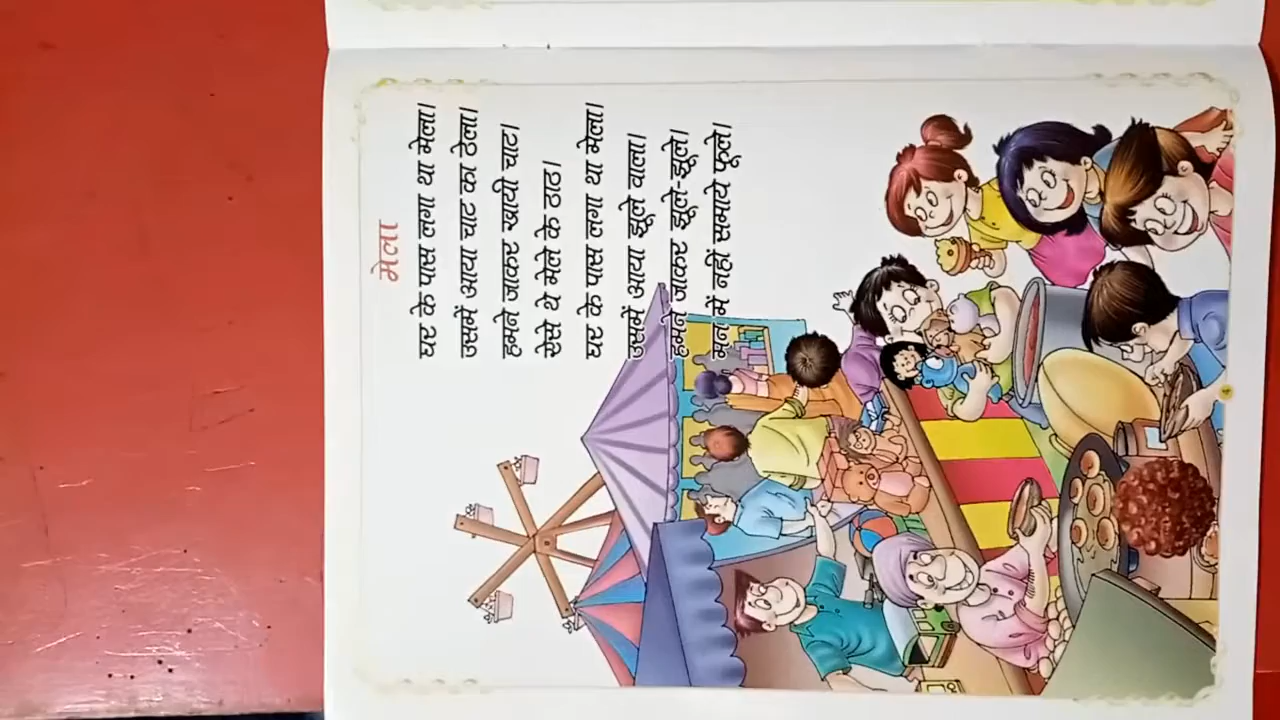 मेला
घर के पास लगा था मेला।
उसमें आया चाट का ठेला।
हमने जाकर खायी चाट।
ऐसे थे मेले के ठाठ।
घर के पास लगा था मेला।
उसमें आया झूले वाला।
हमने जाकर झूले-झूले।
मन में नहीं समाये फूले।